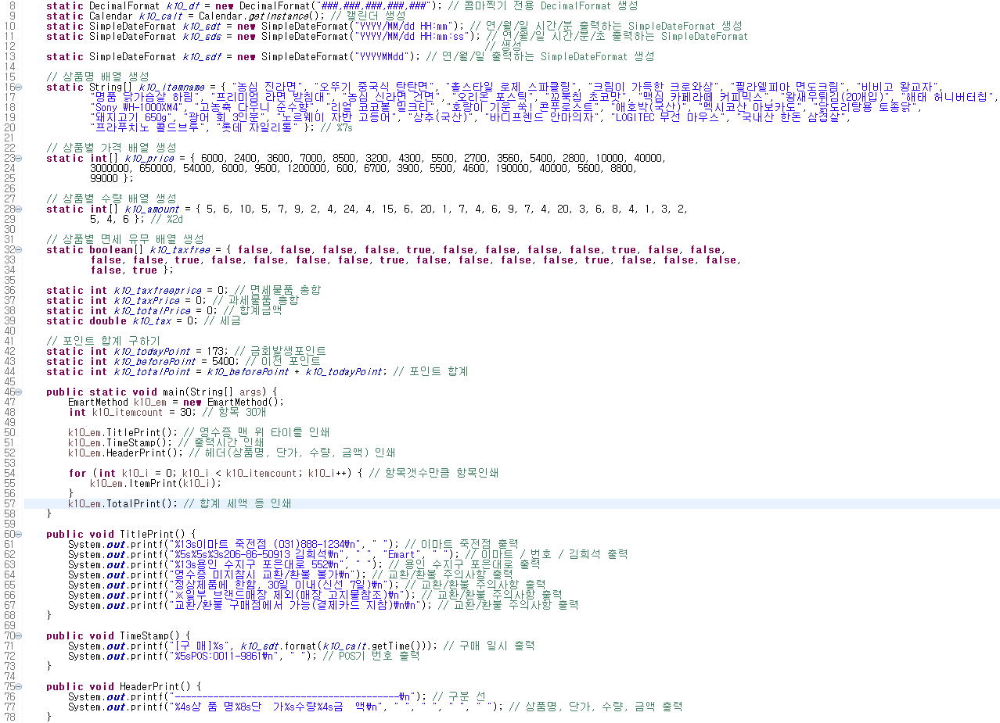 8 static DecimalFormat k10_df = new DecimalFormat("###,###,###,###,###"); // 콤마찍기 전용 DecimalFormat 생성
9 static Calendar k10_calt = Calendar.getInstance(); // 캘린더 생성
10 static SimpleDateFormat k10_sdt = new SimpleDateFormat("YYYY/MM/dd HH:mm"); // 연/월/일 시간/분 출력하는 SimpleDateFormat 생성
11 static SimpleDateFormat k10_sds = new SimpleDateFormat("YYYY/MM/dd HH:mm:ss"); // 연/월/일 시간/분/초 출력하는 SimpleDateFormat
12 // 생성
13 static SimpleDateFormat k10_sdf = new SimpleDateFormat("YYYYMMdd"); // 연/월/일 출력하는 SimpleDateFormat 생성
14
15 // 상품명 배열 생성
16 static String[] k10_itemname = { "농심 진라면", "오뚜기 중국식 탄탄면", "홀스타일 로제 스파클링", "크림이 가득한 크로와상", "필라델피아 면도크림", "비비고 왕교자",
17 "명품 닭가슴살 하림", "프리미엄 라면 받침대", "농심 신라면 건면", "오리온 포스틱", "꼬북칩 초코맛", "맥심 카페라떼 커피믹스", "왕새우튀김(20개입)", "해태 허니버터칩",
18 "Sony WH-1000XM4", "고농축 다우니 손수향", "리얼 코코볼 밀크티", "호랑이 기운 쑥! 콘푸로스트", "애호박(국산)", "멕시코산 아보카도", "닭도리탕용 토종닭",
19 "돼지고기 650g", "광어 회 3인분", "노르웨이 자반 고등어", "상추(국산)", "바디프렌드 안마의자", "LOGITEC 무선 마우스", "국내산 한돈 삼겹살",
20 "프라푸치노 콜드브루", "롯데 자일리톨" }; // %7s
21
22 // 상품별 가격 배열 생성
23 static int[] k10_price = { 6000, 2400, 3600, 7000, 8500, 3200, 4300, 5500, 2700, 3560, 5400, 2800, 10000, 40000,
24 3000000, 650000, 54000, 6000, 9500, 1200000, 600, 6700, 3900, 5500, 4600, 190000, 40000, 5600, 8800,
25 99000 };
26
27 // 상품별 수량 배열 생성
28 static int[] k10_amount = { 5, 6, 10, 5, 7, 9, 2, 4, 24, 4, 15, 6, 20, 1, 7, 4, 6, 9, 7, 4, 20, 3, 6, 8, 4, 1, 3, 2,
29 5, 4, 6 }; // %2d
30
31 // 상품별 면세 유무 배열 생성
32 static boolean[] k10_taxfree = { false, false, false, false, true, false, false, false, false, true, false, false,
33 false, false, true, false, false, false, false, true, false, false, false, false, true, false, false, false,
34 false, true };
35
36 static int k10_taxfreeprice = 0; // 면세물품 총합
37 static int k10_taxPrice = 0; // 과세물품 총합
38 static int k10_totalPrice = 0; // 합계금액
39 static double k10_tax = 0; // 세금
40
41 // 포인트 합계 구하기
42 static int k10_todayPoint = 173; // 금회발생포인트
43 static int k10_beforePoint = 5400; // 이전 포인트
44 static int k10_totalPoint = k10_beforePoint + k10_todayPoint; // 포인트 합계
45
46 public static void main(String[] args) {
47 EmartMethod k10_em = new EmartMethod();
48 int k10_itemcount = 30; // 항목 30개
49
50 k10_em.TitlePrint(); // 영수증 맨 위 타이틀 인쇄
51 k10_em.TimeStamp(); // 출력시간 인쇄
52 k10_em.HeaderPrint(); // 헤더(상품명, 단가, 수량, 금액) 인쇄
53
54 for (int k10_i = 0; k10_i < k10_itemcount; k10_i++) { // 항목갯수만큼 항목인쇄
55 k10_em.ItemPrint(k10_i);
56 }
57 k10_em.TotalPrint(); // 합계 세액 등 인쇄
58 }
59
60 public void TitlePrint() {
61 System.out.printf("%13s이마트 죽전점 (031)888-1234₩n", " "); // 이마트 죽전점 출력
62 System.out.printf("%5s%5s%3s206-86-50913 김희석₩n", " ", "Emart", " "); // 이마트 / 번호 / 김희석 출력
63 System.out.printf("%13s용인 수지구 포은대로 552₩n", " "); // 용인 수지구 포은대로 출력
64 System.out.printf("영수증 미지참시 교환/환불 불가₩n"); // 교환/환불 주의사항 출력
65 System.out.printf("정상제품에 한함, 30일 이내(신선 7일)₩n"); // 교환/환불 주의사항 출력
66 System.out.printf("※일부 브랜드매장 제외(매장 고지물참조)₩n"); // 교환/환불 주의사항 출력
67 System.out.printf("교환/환불 구매점에서 가능(결제카드 지참)₩n₩n"); // 교환/환불 주의사항 출력
68 }
69
70 public void TimeStamp() {
71 System.out.printf("[구 매]%s", k10_sdt.format(k10_calt.getTime())); // 구매 일시 출력
72 System.out.printf("%5sPOS:0011-9861₩n", " "); // POS기 번호 출력
73 }
74
75 public void HeaderPrint() {
76 System.out.printf("-----------------------------------------₩n"); // 구분 선
77 System.out.printf("%4s상 품 명%8s단  가%s수량%4s금  액₩n", " ", " ", " ", " "); // 상품명, 단가, 수량, 금액 출력
78 }